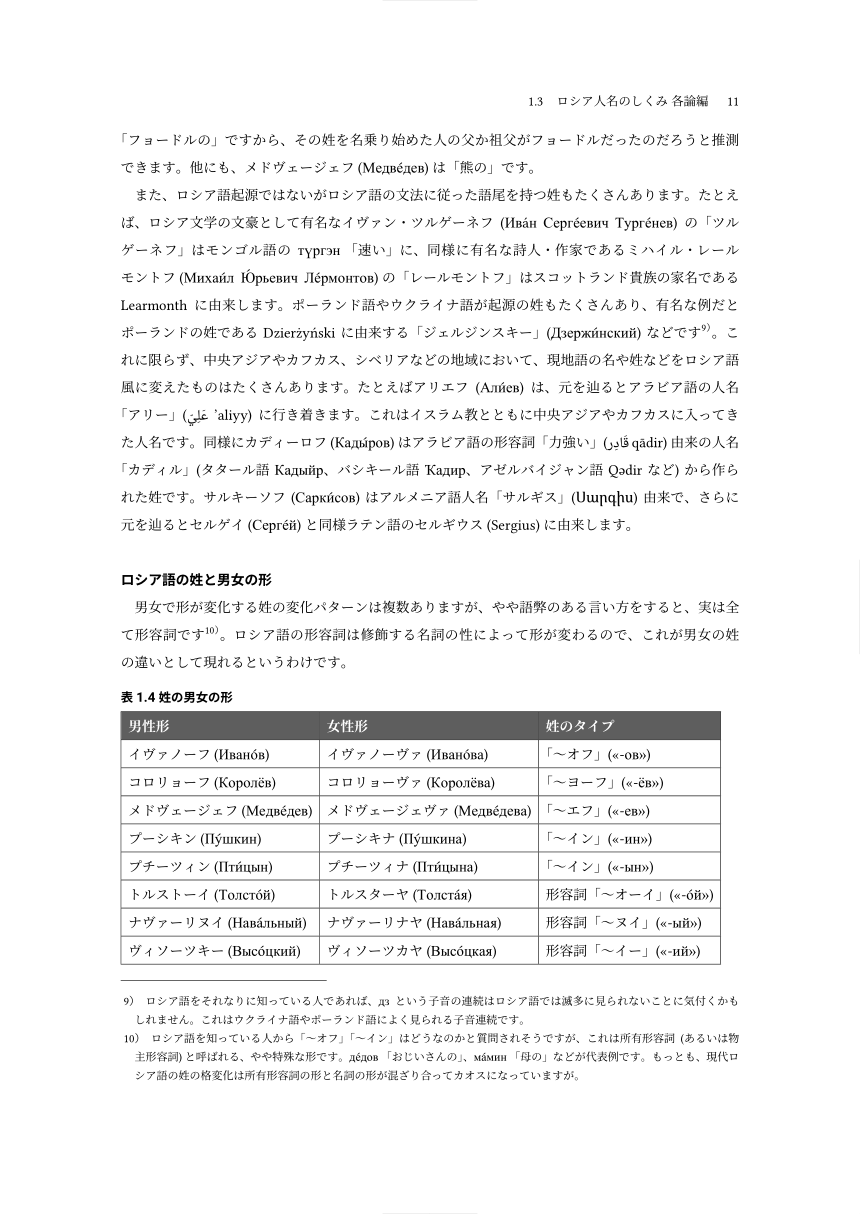 1.3 ロシア人名のしくみ 各論編 11
「フョードルの」ですから、その姓を名乗り始めた人の父か祖父がフョードルだったのだろうと推測
できます。他にも、メドヴェージェフ (Медве́дев) は「熊の」です。
また、ロシア語起源ではないがロシア語の文法に従った語尾を持つ姓もたくさんあります。たとえ
ば、ロシア文学の文豪として有名なイヴァン・ツルゲーネフ (Ива́н Серге́евич Турге́нев) の「ツル
ゲーネフ」はモンゴル語の түргэн 「速い」に、同様に有名な詩人・作家であるミハイル・レール
モントフ (Михаи́л Ю́рьевич Ле́рмонтов) の「レールモントフ」はスコットランド貴族の家名である
Learmonth に由来します。ポーランド語やウクライナ語が起源の姓もたくさんあり、有名な例だと
ポーランドの姓である Dzierżyński に由来する「ジェルジンスキー」(Дзержи́нский) などです9)。こ
れに限らず、中央アジアやカフカス、シベリアなどの地域において、現地語の名や姓などをロシア語
風に変えたものはたくさんあります。たとえばアリエフ (Али́ев) は、元を辿るとアラビア語の人名
「アリー」(عَلِيّ ʾaliyy) に行き着きます。これはイスラム教とともに中央アジアやカフカスに入ってき
た人名です。同様にカディーロフ (Кады́ров) はアラビア語の形容詞「力強い」(قَادِر qādir) 由来の人名
「カディル」(タタール語 Кадыйр、バシキール語 Ҡадир、アゼルバイジャン語 Qədir など) から作ら
れた姓です。サルキーソフ (Сарки́сов) はアルメニア語人名「サルギス」(Սարգիս) 由来で、さらに
元を辿るとセルゲイ (Серге́й) と同様ラテン語のセルギウス (Sergius) に由来します。
ロシア語の姓と男女の形
男女で形が変化する姓の変化パターンは複数ありますが、やや語弊のある言い方をすると、実は全
て形容詞です10)。ロシア語の形容詞は修飾する名詞の性によって形が変わるので、これが男女の姓
の違いとして現れるというわけです。
表 1.4 姓の男女の形
男性形 女性形 姓のタイプ
イヴァノーフ (Ивано́в) イヴァノーヴァ (Ивано́ва) 「〜オフ」(«-ов»)
コロリョーフ (Королёв) コロリョーヴァ (Королёва) 「〜ヨーフ」(«-ёв»)
メドヴェージェフ (Медве́дев) メドヴェージェヴァ (Медве́дева) 「〜エフ」(«-ев»)
プーシキン (Пу́шкин) プーシキナ (Пу́шкина) 「〜イン」(«-ин»)
プチーツィン (Пти́цын) プチーツィナ (Пти́цына) 「〜イン」(«-ын»)
トルストーイ (Толсто́й) トルスターヤ (Толста́я) 形容詞「〜オーイ」(«-о́й»)
ナヴァーリヌイ (Нава́льный) ナヴァーリナヤ (Нава́льная) 形容詞「〜ヌイ」(«-ый»)
ヴィソーツキー (Высо́цкий) ヴィソーツカヤ (Высо́цкая) 形容詞「〜イー」(«-ий»)
9) ロシア語をそれなりに知っている人であれば、дз という子音の連続はロシア語では滅多に見られないことに気付くかも
しれません。これはウクライナ語やポーランド語によく見られる子音連続です。
10) ロシア語を知っている人から「〜オフ」「〜イン」はどうなのかと質問されそうですが、これは所有形容詞 (あるいは物
主形容詞) と呼ばれる、やや特殊な形です。де́дов 「おじいさんの」、ма́мин 「母の」などが代表例です。もっとも、現代ロ
シア語の姓の格変化は所有形容詞の形と名詞の形が混ざり合ってカオスになっていますが。